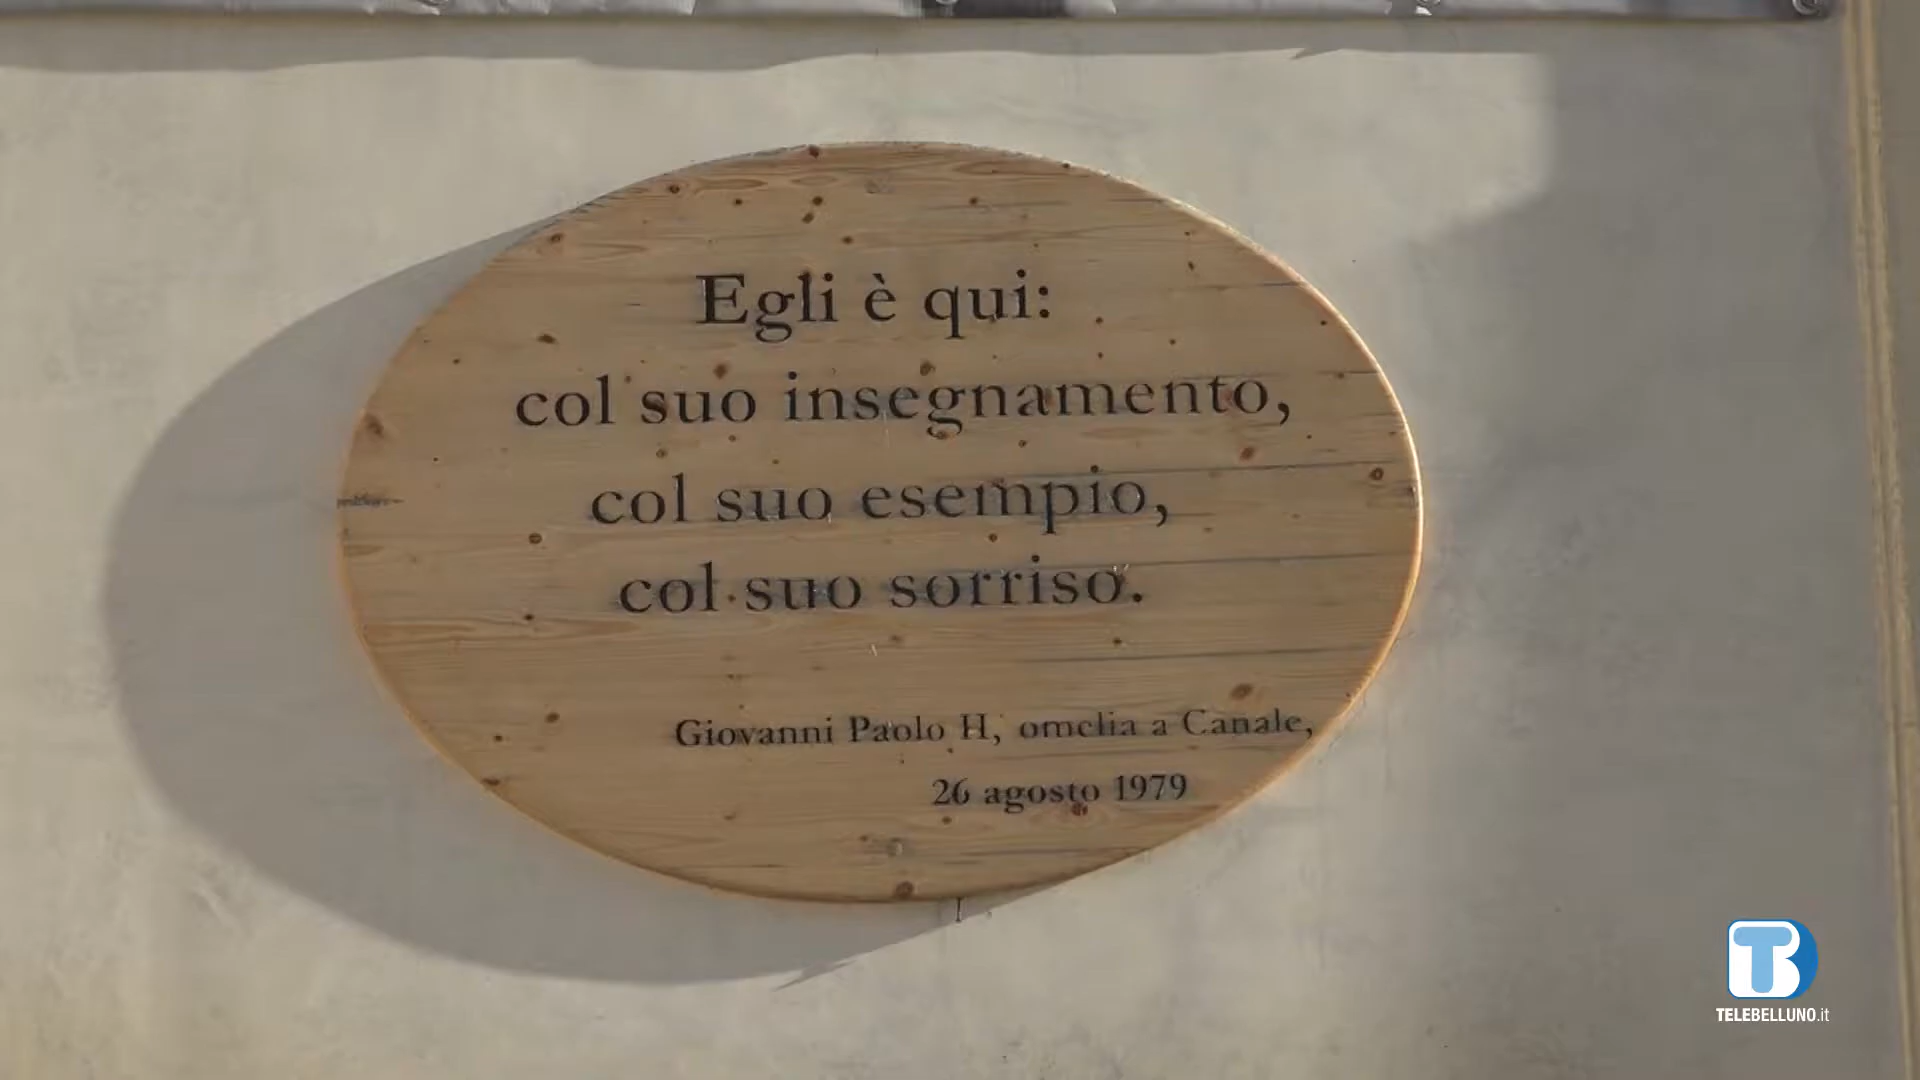 Egli è qui:
col suo insegnamento,
col suo esempio,
col suo sorriso.
Giovanni Paolo II, omelia a Canale,
26 agosto 1979
TB
TELEBELLUNO.it